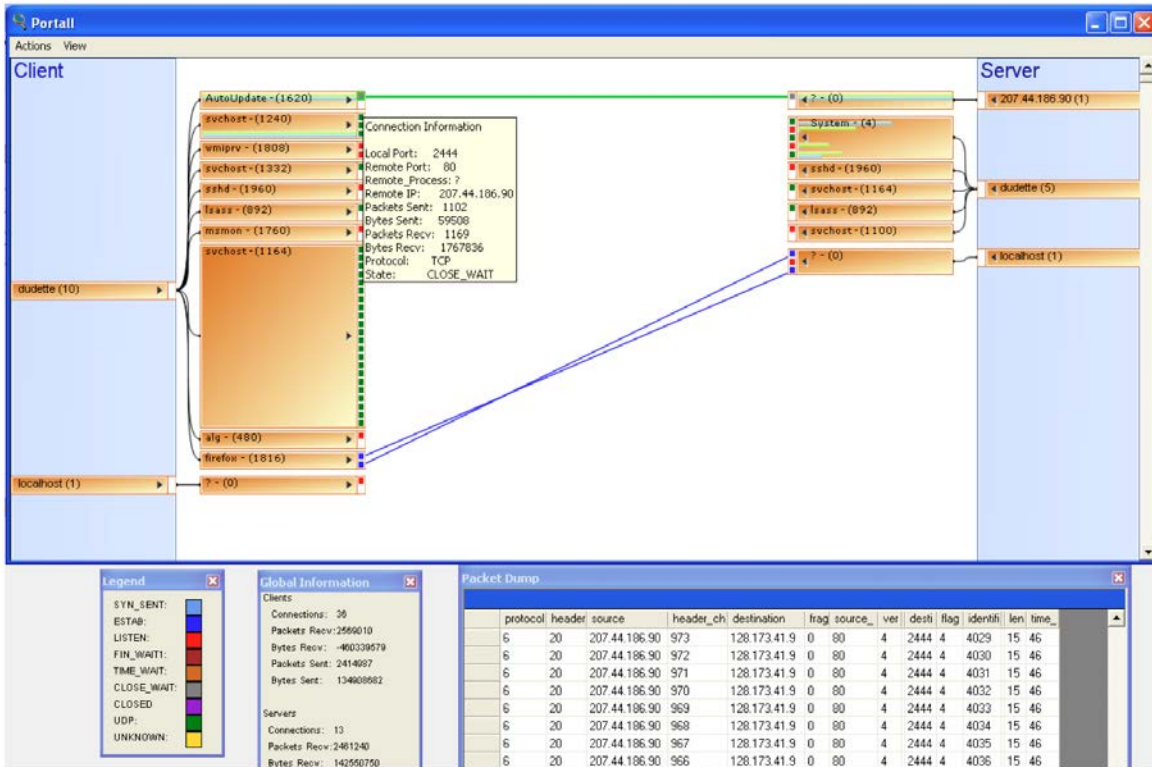 Portall
Actions View
Client
Server
AutoUpdate - (1620)
svchost - (1240)
wmiprv - (1808)
svchost - (1332)
sshd - (1960)
lsass - (892)
msmon - (1760)
svchost - (1164)
dudette (10)
alg - (480)
firefox - (1816)
localhost (1)
? - (0)
Connection Information
Local Port: 2444
Remote Port: 80
Remote_Process: ?
Remote IP: 207.44.186.90
Packets Sent: 1102
Bytes Sent: 59508
Packets Recv: 1169
Bytes Recv: 1767836
Protocol: TCP
State: CLOSE_WAIT
? - (0)
System - (4)
sshd - (1960)
svchost - (1164)
lsass - (892)
svchost - (1100)
? - (0)
207.44.186.90 (1)
dudette (5)
localhost (1)
Legend
SYN_SENT:
ESTAB:
LISTEN:
FIN_WAIT1:
TIME_WAIT:
CLOSE_WAIT:
CLOSED
UDP:
UNKNOWN:
Global Information
Clients
Connections: 36
Packets Recv: 2569010
Bytes Recv: -460339579
Packets Sent: 2414987
Bytes Sent: 134908682
Servers
Connections: 13
Packets Recv: 2461240
Bytes Recv: 142550750
Packet Dump
protocol header source header_ch destination frag source_ ver desti flag identifi len time_
6 20 207.44.186.90 973 128.173.41.9 0 80 4 2444 4 4029 15 46
6 20 207.44.186.90 972 128.173.41.9 0 80 4 2444 4 4030 15 46
6 20 207.44.186.90 971 128.173.41.9 0 80 4 2444 4 4031 15 46
6 20 207.44.186.90 970 128.173.41.9 0 80 4 2444 4 4032 15 46
6 20 207.44.186.90 969 128.173.41.9 0 80 4 2444 4 4033 15 46
6 20 207.44.186.90 968 128.173.41.9 0 80 4 2444 4 4034 15 46
6 20 207.44.186.90 967 128.173.41.9 0 80 4 2444 4 4035 15 46
6 20 207.44.186.90 966 128.173.41.9 0 80 4 2444 4 4036 15 46